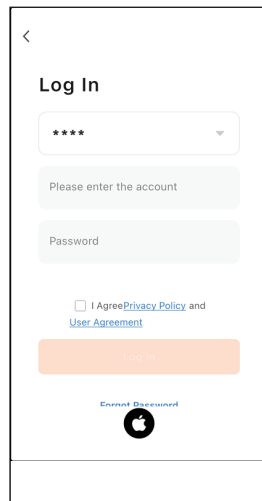 Log In
****
Please enter the account
Password
I AgreePrivacy Policy and
User Agreement
Log In
Forgot Password